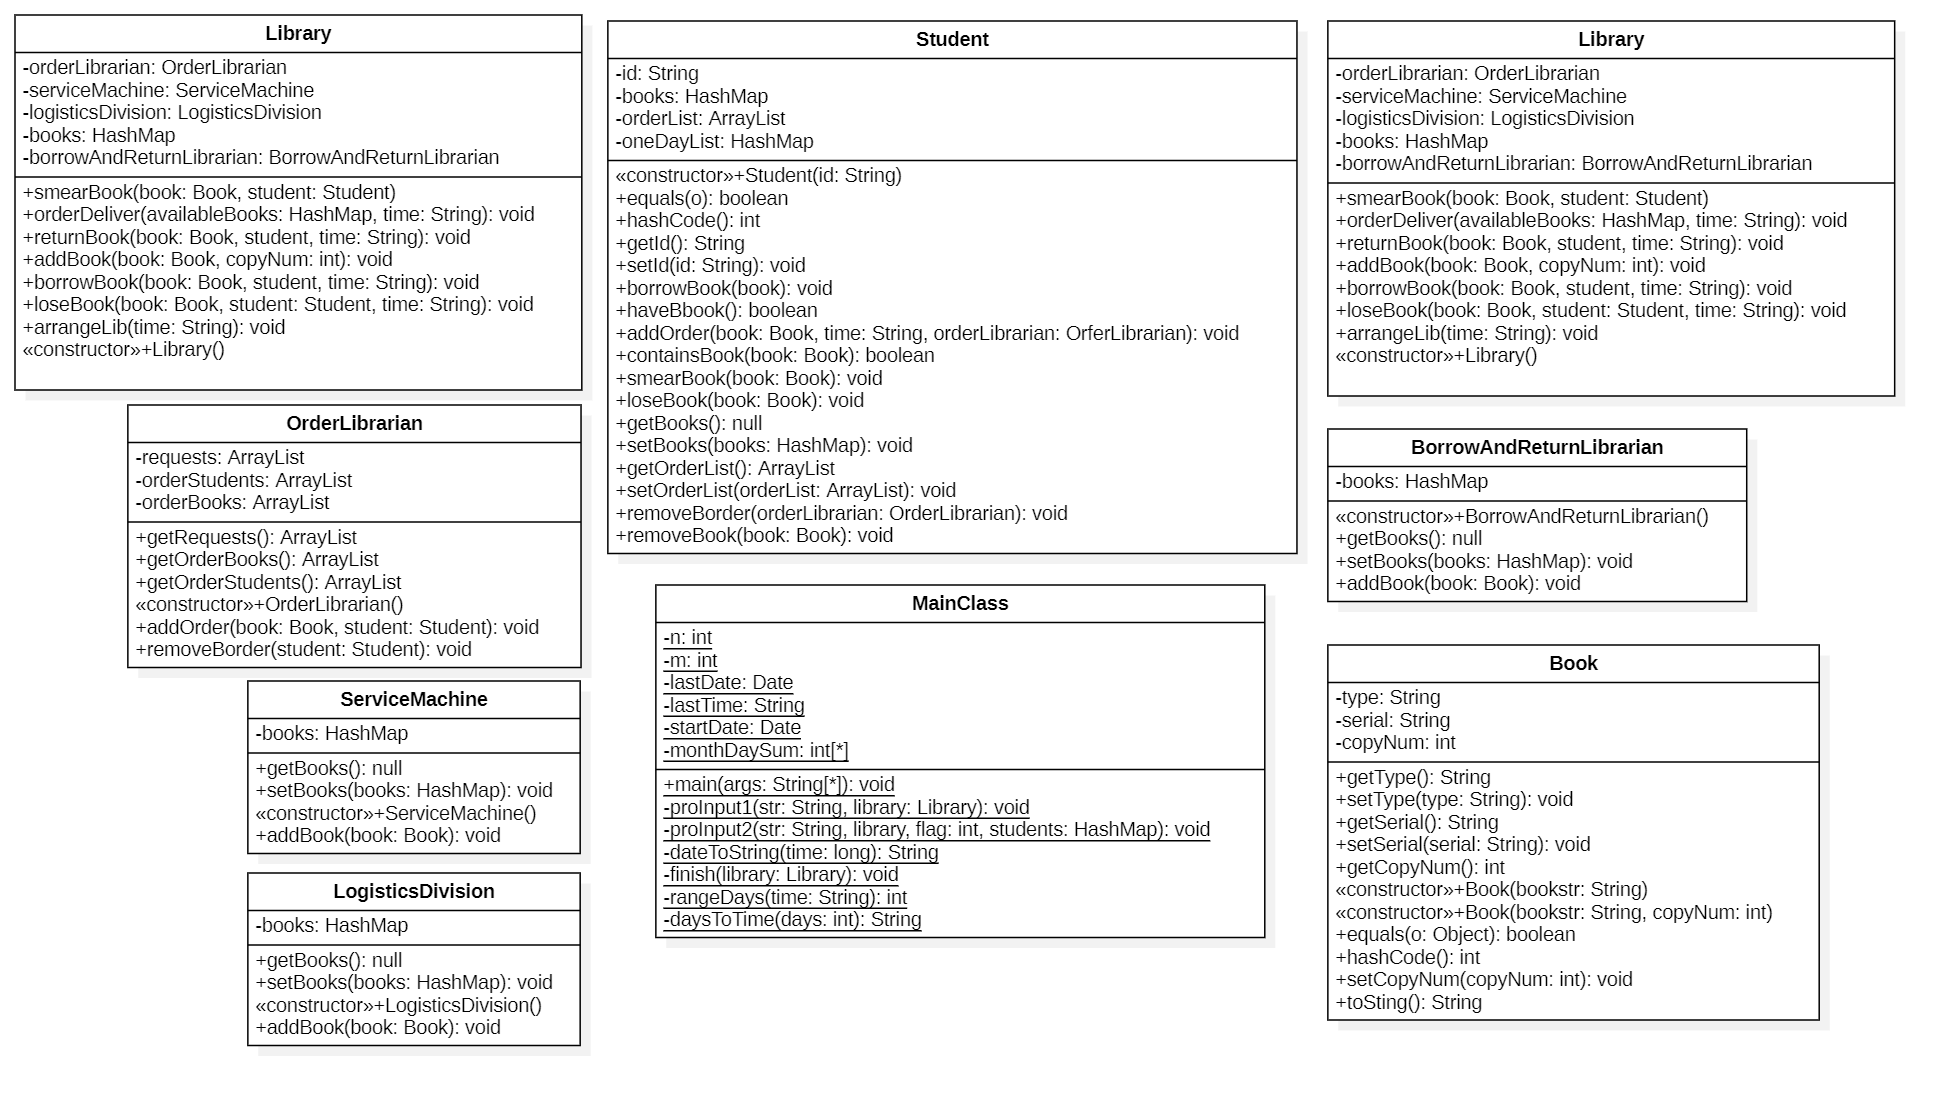 Library
-orderLibrarian: OrderLibrarian
-serviceMachine: ServiceMachine
-logisticsDivision: LogisticsDivision
-books: HashMap
-borrowAndReturnLibrarian: BorrowAndReturnLibrarian
+smearBook(book: Book, student: Student)
+orderDeliver(availableBooks: HashMap, time: String): void
+returnBook(book: Book, student, time: String): void
+addBook(book: Book, copyNum: int): void
+borrowBook(book: Book, student, time: String): void
+loseBook(book: Book, student: Student, time: String): void
+arrangeLib(time: String): void
«constructor»+Library()
OrderLibrarian
-requests: ArrayList
-orderStudents: ArrayList
-orderBooks: ArrayList
+getRequests(): ArrayList
+getOrderBooks(): ArrayList
+getOrderStudents(): ArrayList
«constructor»+OrderLibrarian()
+addOrder(book: Book, student: Student): void
+removeBorder(student: Student): void
ServiceMachine
-books: HashMap
+getBooks(): null
+setBooks(books: HashMap): void
«constructor»+ServiceMachine()
+addBook(book: Book): void
LogisticsDivision
-books: HashMap
+getBooks(): null
+setBooks(books: HashMap): void
«constructor»+LogisticsDivision()
+addBook(book: Book): void
Student
-id: String
-books: HashMap
-orderList: ArrayList
-oneDayList: HashMap
«constructor»+Student(id: String)
+equals(o): boolean
+hashCode(): int
+getId(): String
+setId(id: String): void
+borrowBook(book): void
+haveBbook(): boolean
+addOrder(book: Book, time: String, orderLibrarian: OrferLibrarian): void
+containsBook(book: Book): boolean
+smearBook(book: Book): void
+loseBook(book: Book): void
+getBooks(): null
+setBooks(books: HashMap): void
+getOrderList(): ArrayList
+setOrderList(orderList: ArrayList): void
+removeBorder(orderLibrarian: OrderLibrarian): void
+removeBook(book: Book): void
MainClass
-n: int
-m: int
-lastDate: Date
-lastTime: String
-startDate: Date
-monthDaySum: int[*]
+main(args: String[*]): void
-proInput1(str: String, library: Library): void
-proInput2(str: String, library, flag: int, students: HashMap): void
-dateToString(time: long): String
-finish(library: Library): void
-rangeDays(time: String): int
-daysToTime(days: int): String
Library
-orderLibrarian: OrderLibrarian
-serviceMachine: ServiceMachine
-logisticsDivision: LogisticsDivision
-books: HashMap
-borrowAndReturnLibrarian: BorrowAndReturnLibrarian
+smearBook(book: Book, student: Student)
+orderDeliver(availableBooks: HashMap, time: String): void
+returnBook(book: Book, student, time: String): void
+addBook(book: Book, copyNum: int): void
+borrowBook(book: Book, student, time: String): void
+loseBook(book: Book, student: Student, time: String): void
+arrangeLib(time: String): void
«constructor»+Library()
BorrowAndReturnLibrarian
-books: HashMap
«constructor»+BorrowAndReturnLibrarian()
+getBooks(): null
+setBooks(books: HashMap): void
+addBook(book: Book): void
Book
-type: String
-serial: String
-copyNum: int
+getType(): String
+setType(type: String): void
+getSerial(): String
+setSerial(serial: String): void
+getCopyNum(): int
«constructor»+Book(bookstr: String)
«constructor»+Book(bookstr: String, copyNum: int)
+equals(o: Object): boolean
+hashCode(): int
+setCopyNum(copyNum: int): void
+toSting(): String